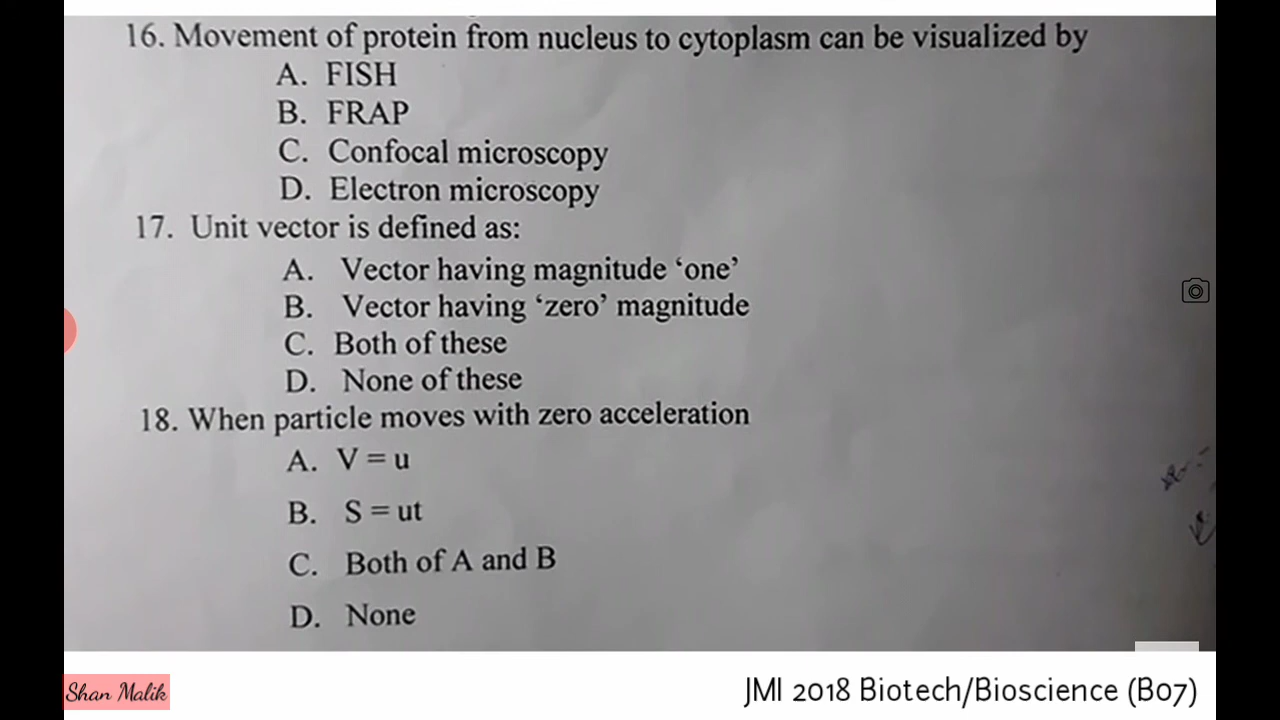 16. Movement of protein from nucleus to cytoplasm can be visualized by
A. FISH
B. FRAP
C. Confocal microscopy
D. Electron microscopy
17. Unit vector is defined as:
A. Vector having magnitude ‘one’
B. Vector having ‘zero’ magnitude
C. Both of these
D. None of these
18. When particle moves with zero acceleration
A. V = u
B. S = ut
C. Both of A and B
D. None
Shan Malik
JMI 2018 Biotech/Bioscience (B07)